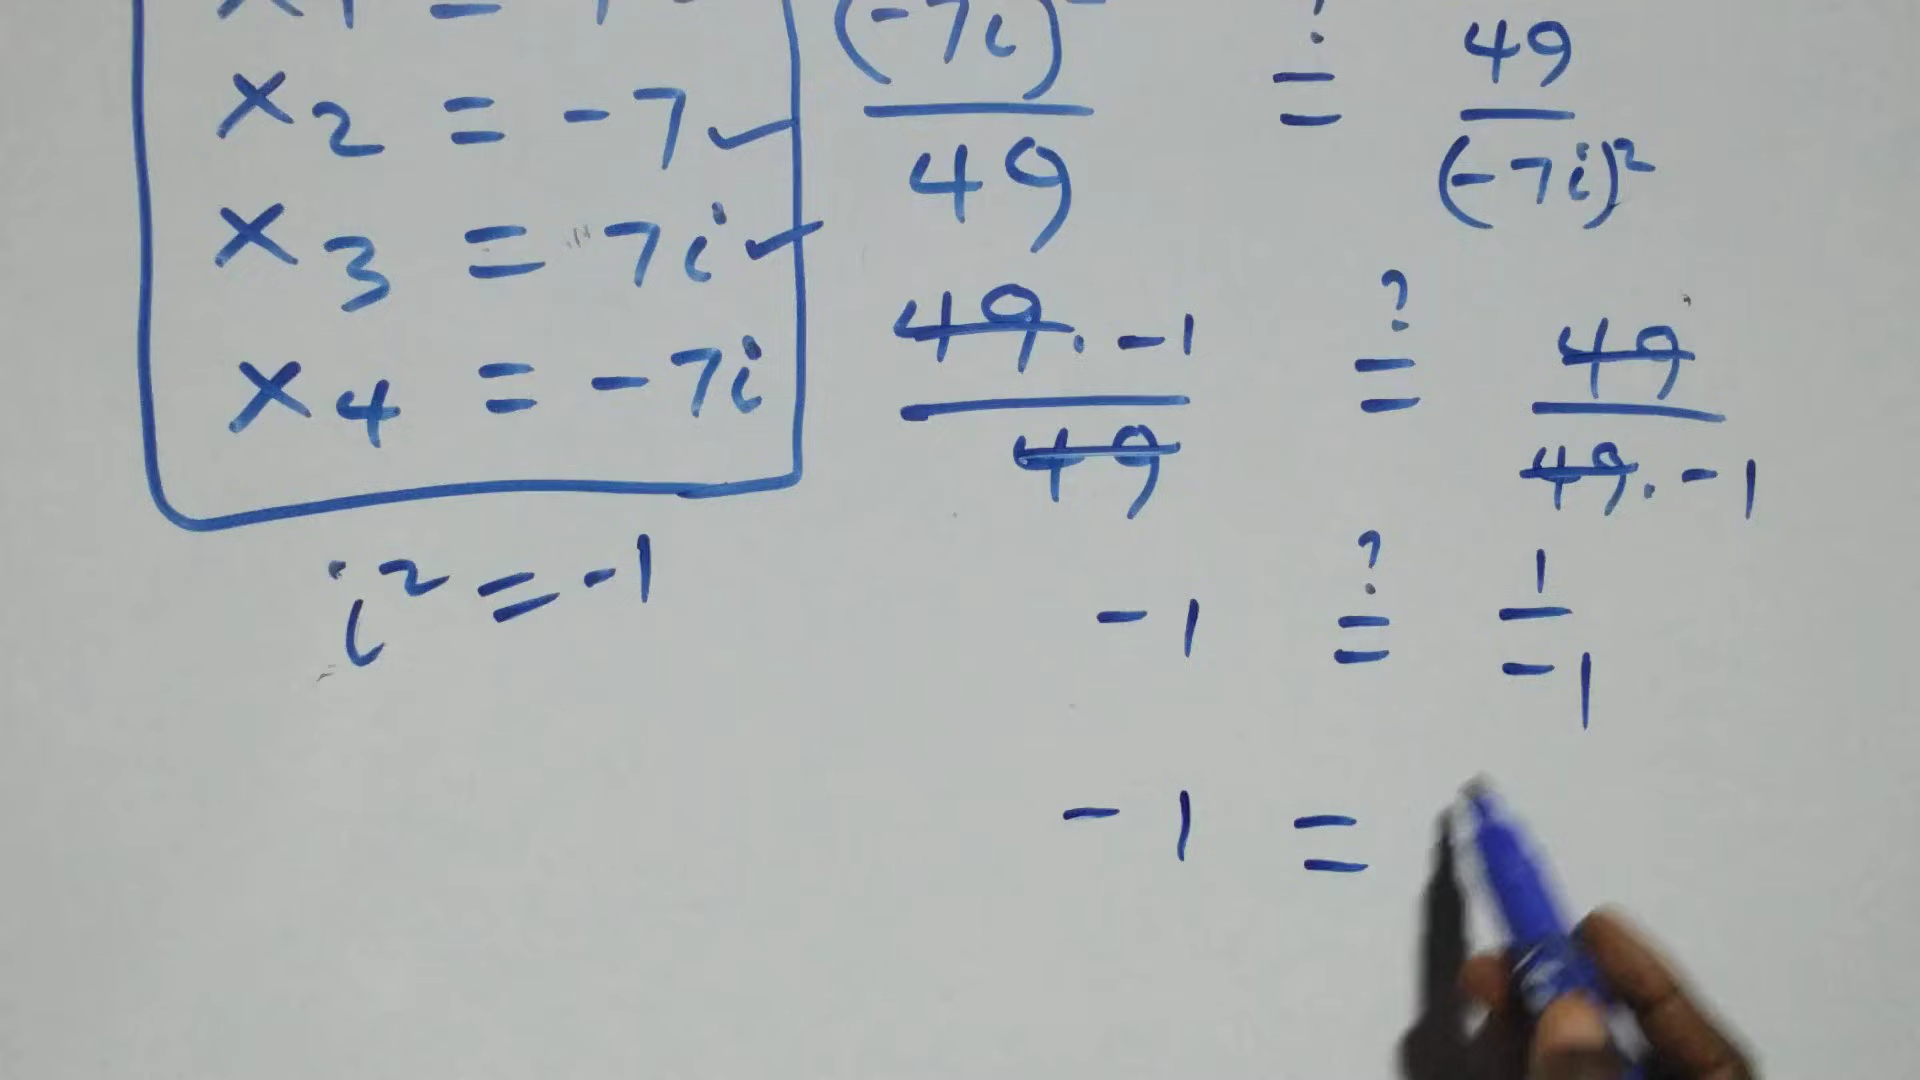 x₂ = -7 ✓
x₃ = 7i ✓
x₄ = -7i
i² = -1
(-7i)²/49 ?= 49/(-7i)²
49 · -1/49 ?= 49/49 · -1
-1 ?= 1/-1
-1 =